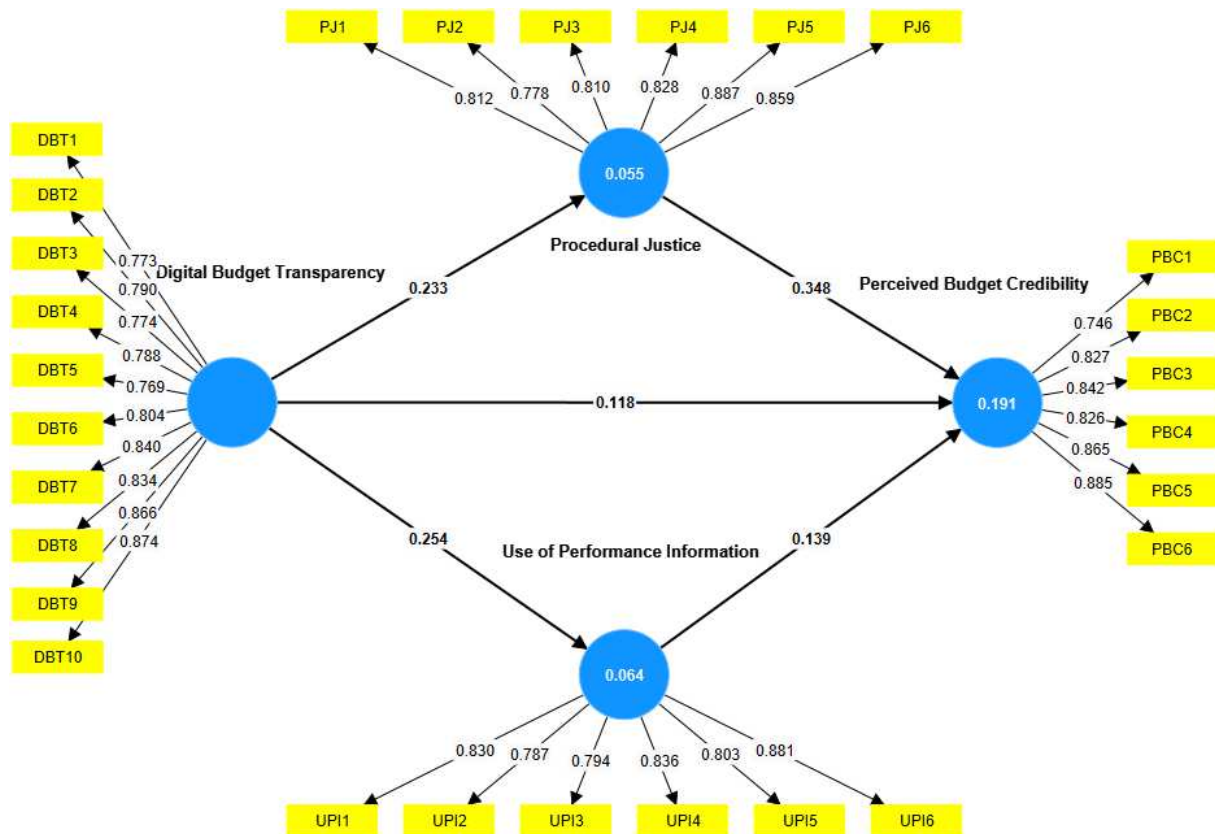 PJ1 PJ2 PJ3 PJ4 PJ5 PJ6
0.812 0.778 0.810 0.828 0.887 0.859
0.055
Procedural Justice
DBT1
DBT2
DBT3
DBT4
DBT5
DBT6
DBT7
DBT8
DBT9
DBT10
0.773
0.790
0.774
0.788
0.769
0.804
0.840
0.834
0.866
0.874
Digital Budget Transparency
0.233
0.348
0.118
0.254
0.139
Perceived Budget Credibility
0.191
0.746
0.827
0.842
0.826
0.865
0.885
PBC1
PBC2
PBC3
PBC4
PBC5
PBC6
Use of Performance Information
0.064
0.830 0.787 0.794 0.836 0.803 0.881
UPI1 UPI2 UPI3 UPI4 UPI5 UPI6